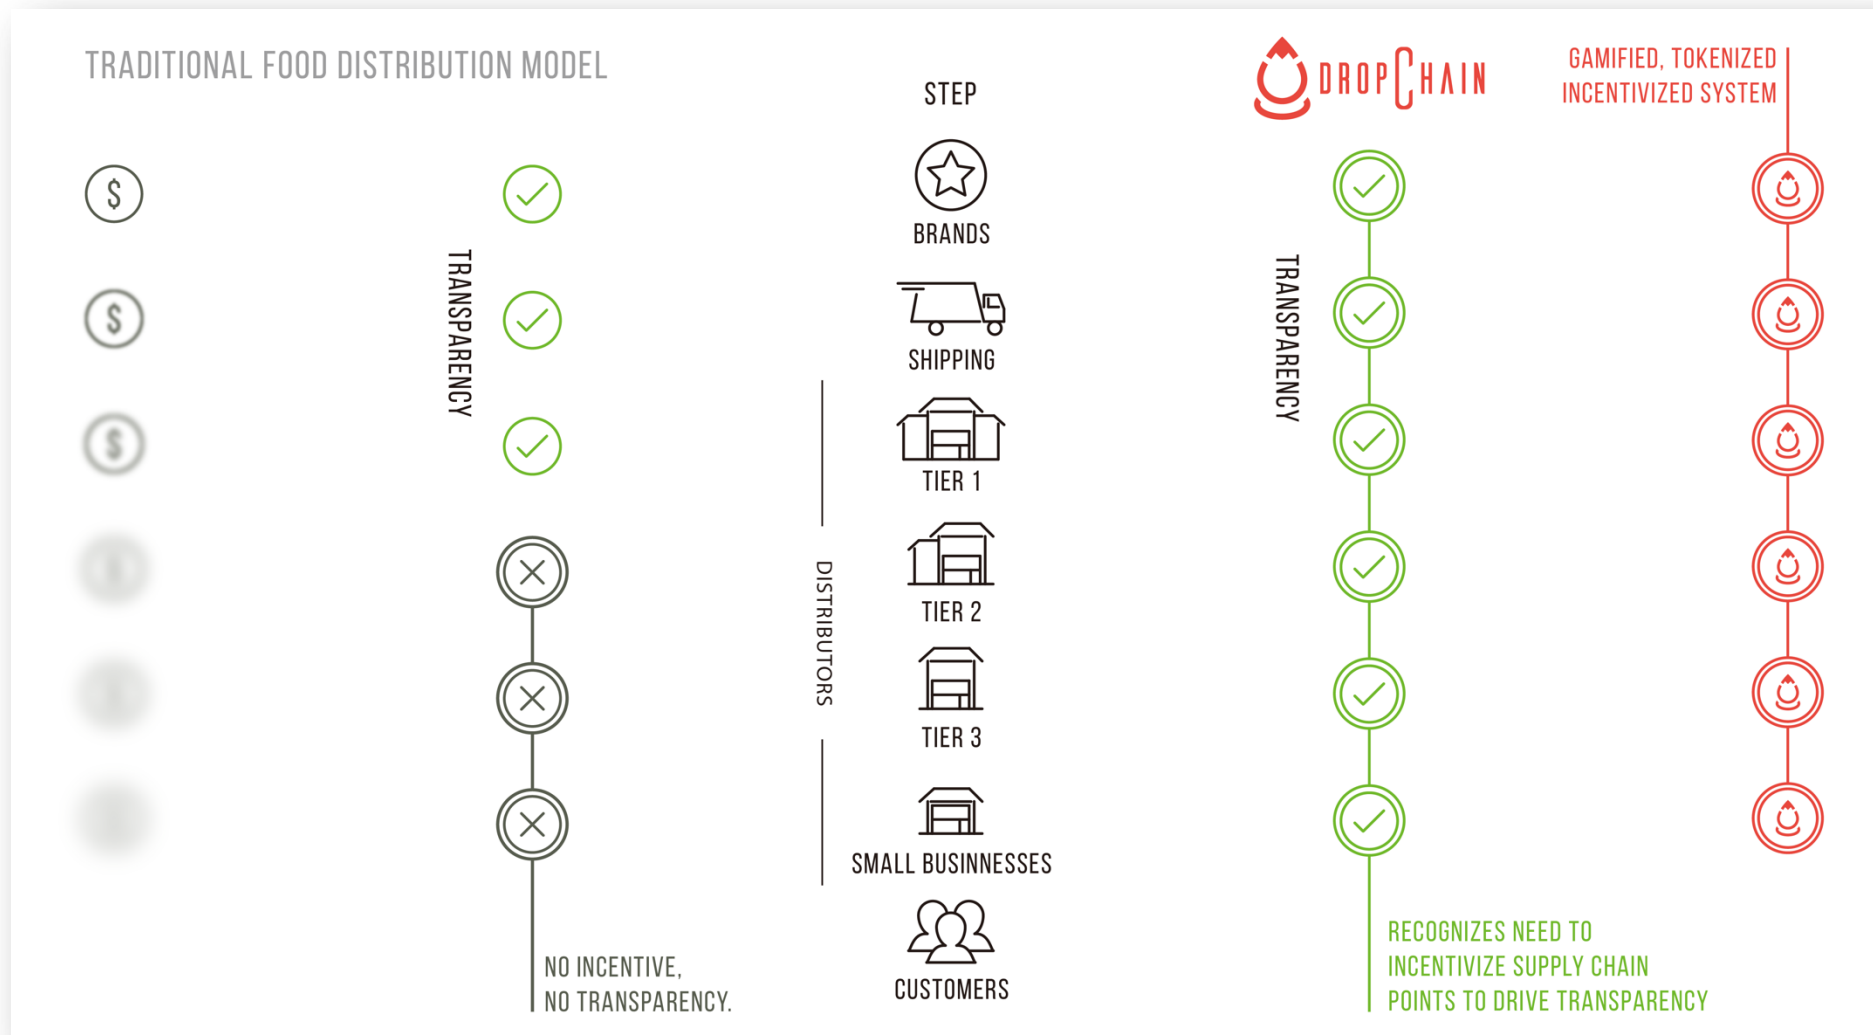 TRADITIONAL FOOD DISTRIBUTION MODEL
STEP
DROPCHAIN
GAMIFIED, TOKENIZED
INCENTIVIZED SYSTEM
$
BRANDS
TRANSPARENCY
TRANSPARENCY
$
SHIPPING
$
TIER 1
DISTRIBUTORS
TIER 2
TIER 3
SMALL BUSINNESSES
CUSTOMERS
NO INCENTIVE,
NO TRANSPARENCY.
RECOGNIZES NEED TO
INCENTIVIZE SUPPLY CHAIN
POINTS TO DRIVE TRANSPARENCY